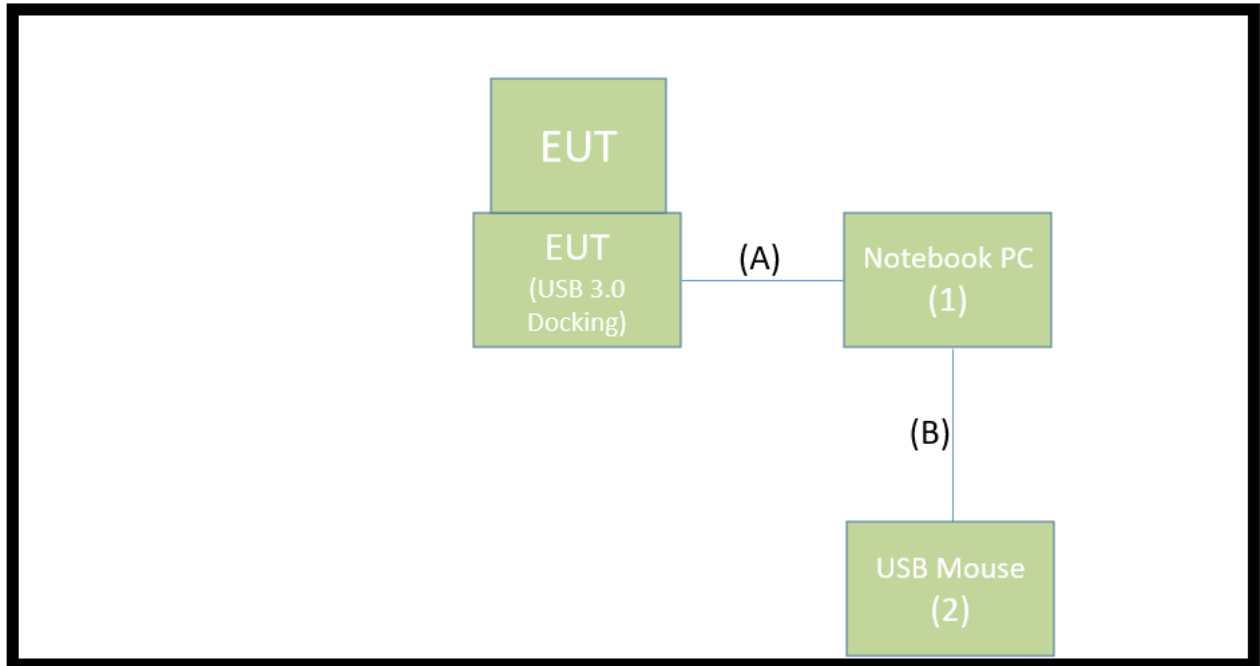 EUT
EUT
(USB 3.0
Docking)
(A)
Notebook PC
(1)
(B)
USB Mouse
(2)